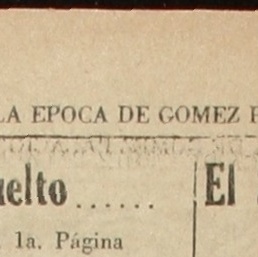 LA EPOCA DE GOMEZ
uelto......
El
1a. Página